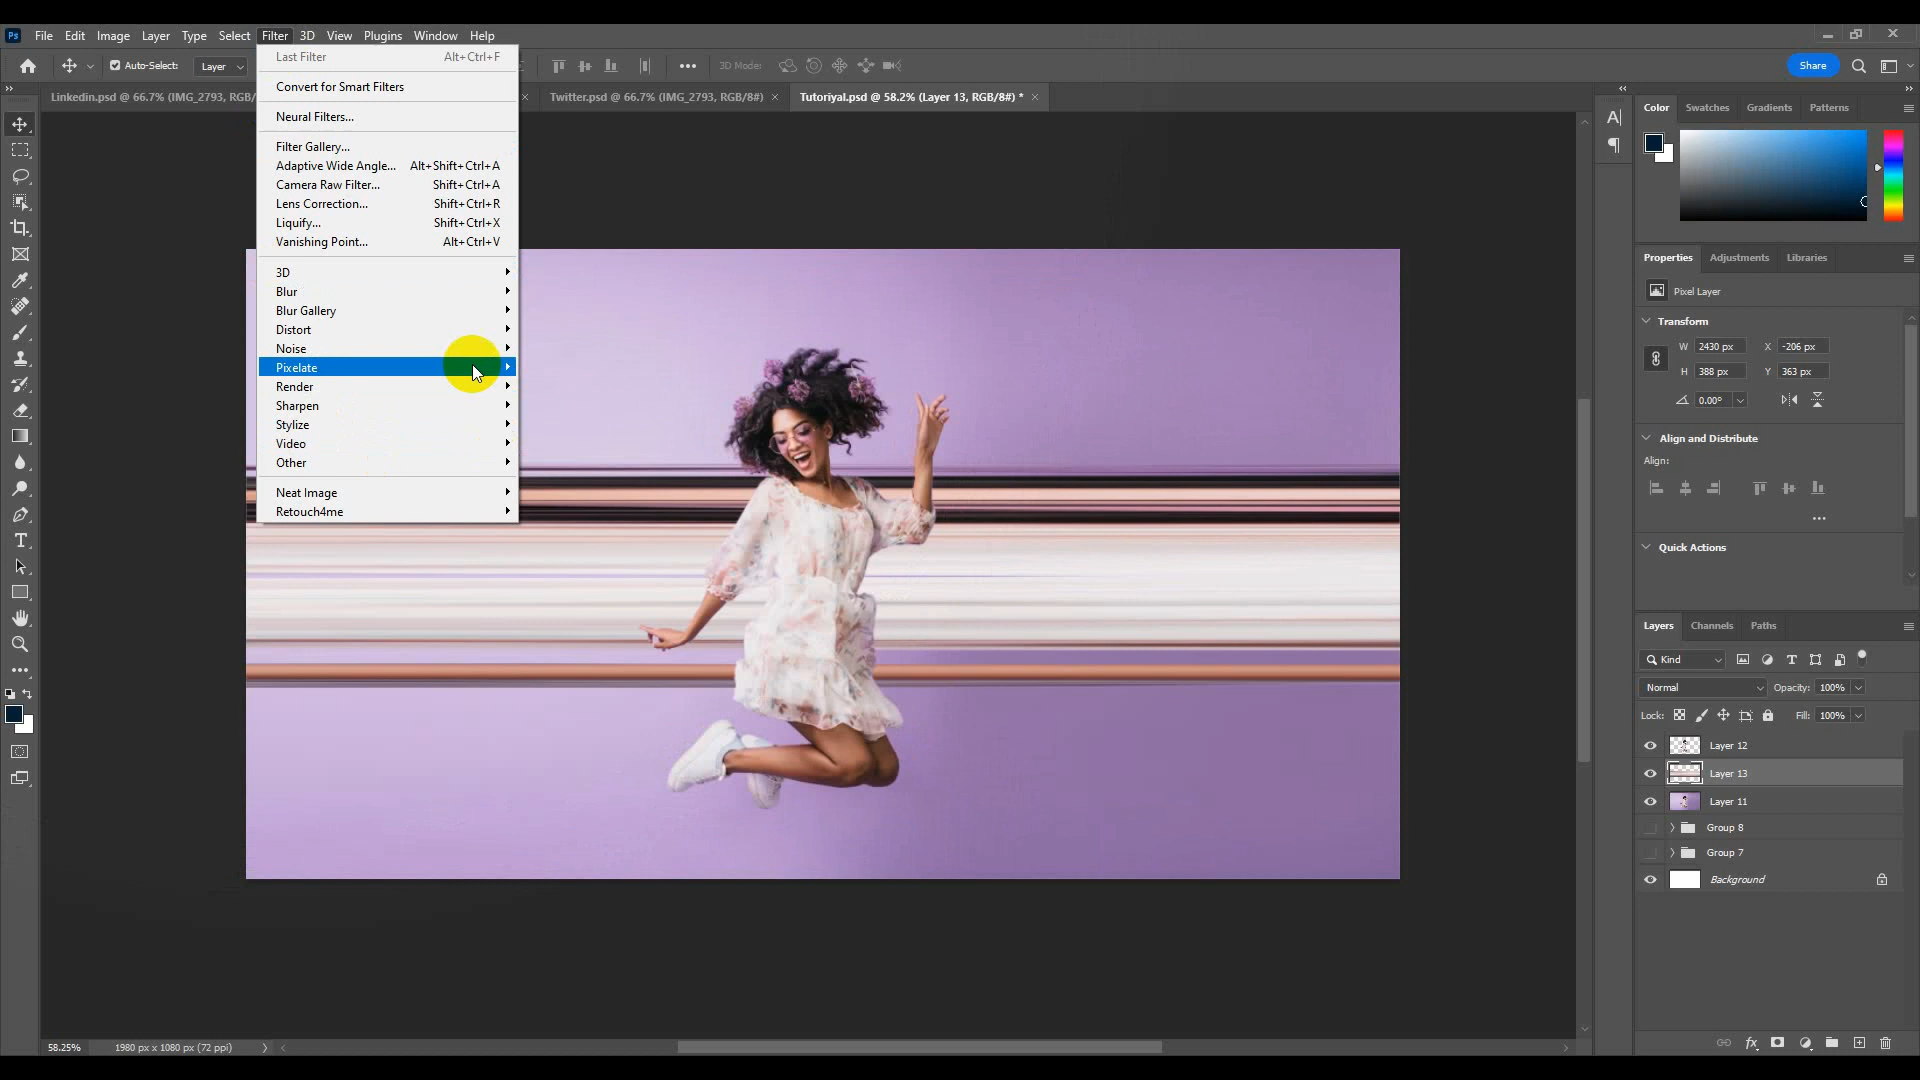 Ps File Edit Image Layer Type Select Filter 3D View Plugins Window Help
Auto-Select: Layer 3D Mode: Share
Linkedin.psd @ 66.7% (IMG_2793, RGB/ Twitter.psd @ 66.7% (IMG_2793, RGB/8#) Tutoriyal.psd @ 58.2% (Layer 13, RGB/8#) *
Last Filter Alt+Ctrl+F
Convert for Smart Filters
Neural Filters...
Filter Gallery...
Adaptive Wide Angle... Alt+Shift+Ctrl+A
Camera Raw Filter... Shift+Ctrl+A
Lens Correction... Shift+Ctrl+R
Liquify... Shift+Ctrl+X
Vanishing Point... Alt+Ctrl+V
3D
Blur
Blur Gallery
Distort
Noise
Pixelate
Render
Sharpen
Stylize
Video
Other
Neat Image
Retouch4me
Color Swatches Gradients Patterns
Properties Adjustments Libraries
Pixel Layer
Transform
W 2430 px X -206 px
H 388 px Y 363 px
0.00°
Align and Distribute
Align:
Quick Actions
Layers Channels Paths
Kind
Normal Opacity: 100%
Lock: Fill: 100%
Layer 12
Layer 13
Layer 11
Group 8
Group 7
Background
58.25% 1980 px x 1080 px (72 ppi)